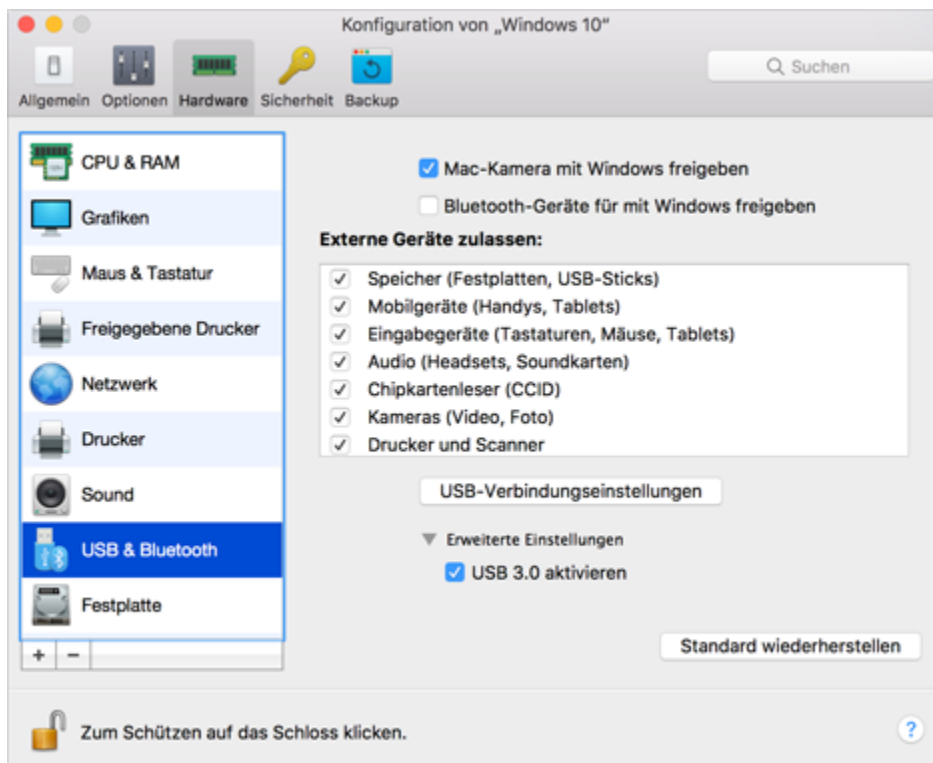 Konfiguration von „Windows 10"
Suchen
Allgemein Optionen Hardware Sicherheit Backup
CPU & RAM
Grafiken
Maus & Tastatur
Freigegebene Drucker
Netzwerk
Drucker
Sound
USB & Bluetooth
Festplatte
+ −
Mac-Kamera mit Windows freigeben
Bluetooth-Geräte für mit Windows freigeben
Externe Geräte zulassen:
Speicher (Festplatten, USB-Sticks)
Mobilgeräte (Handys, Tablets)
Eingabegeräte (Tastaturen, Mäuse, Tablets)
Audio (Headsets, Soundkarten)
Chipkartenleser (CCID)
Kameras (Video, Foto)
Drucker und Scanner
USB-Verbindungseinstellungen
Erweiterte Einstellungen
USB 3.0 aktivieren
Standard wiederherstellen
Zum Schützen auf das Schloss klicken.
?